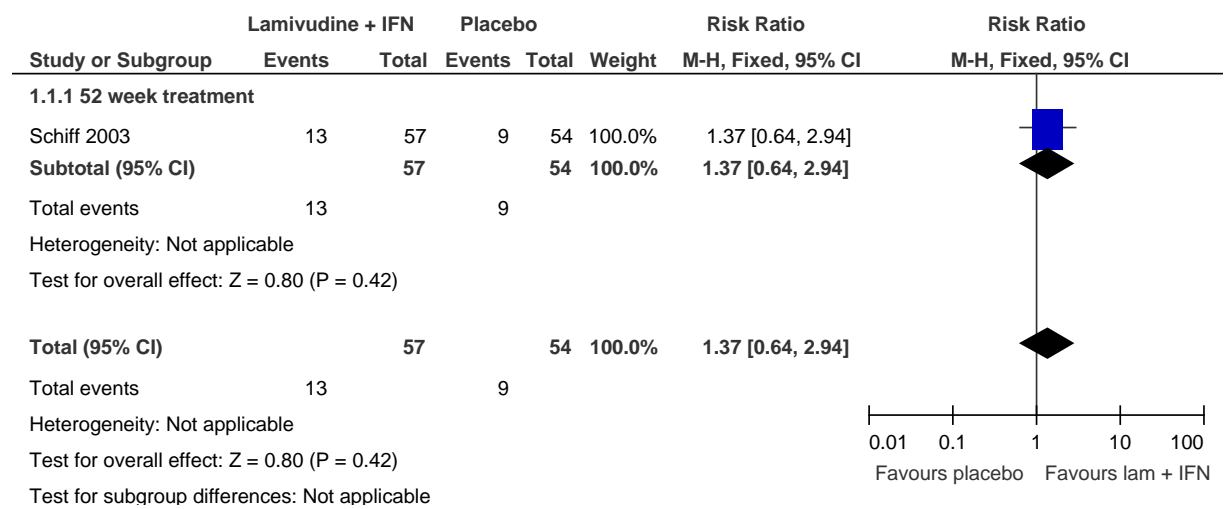 Lamivudine + IFN Placebo Risk Ratio Risk Ratio
Study or Subgroup Events Total Events Total Weight M-H, Fixed, 95% CI M-H, Fixed, 95% CI
1.1.1 52 week treatment
Schiff 2003 13 57 9 54 100.0% 1.37 [0.64, 2.94]
Subtotal (95% CI) 57 54 100.0% 1.37 [0.64, 2.94]
Total events 13 9
Heterogeneity: Not applicable
Test for overall effect: Z = 0.80 (P = 0.42)
Total (95% CI) 57 54 100.0% 1.37 [0.64, 2.94]
Total events 13 9
Heterogeneity: Not applicable
Test for overall effect: Z = 0.80 (P = 0.42)
Test for subgroup differences: Not applicable
0.01 0.1 1 10 100
Favours placebo Favours lam + IFN